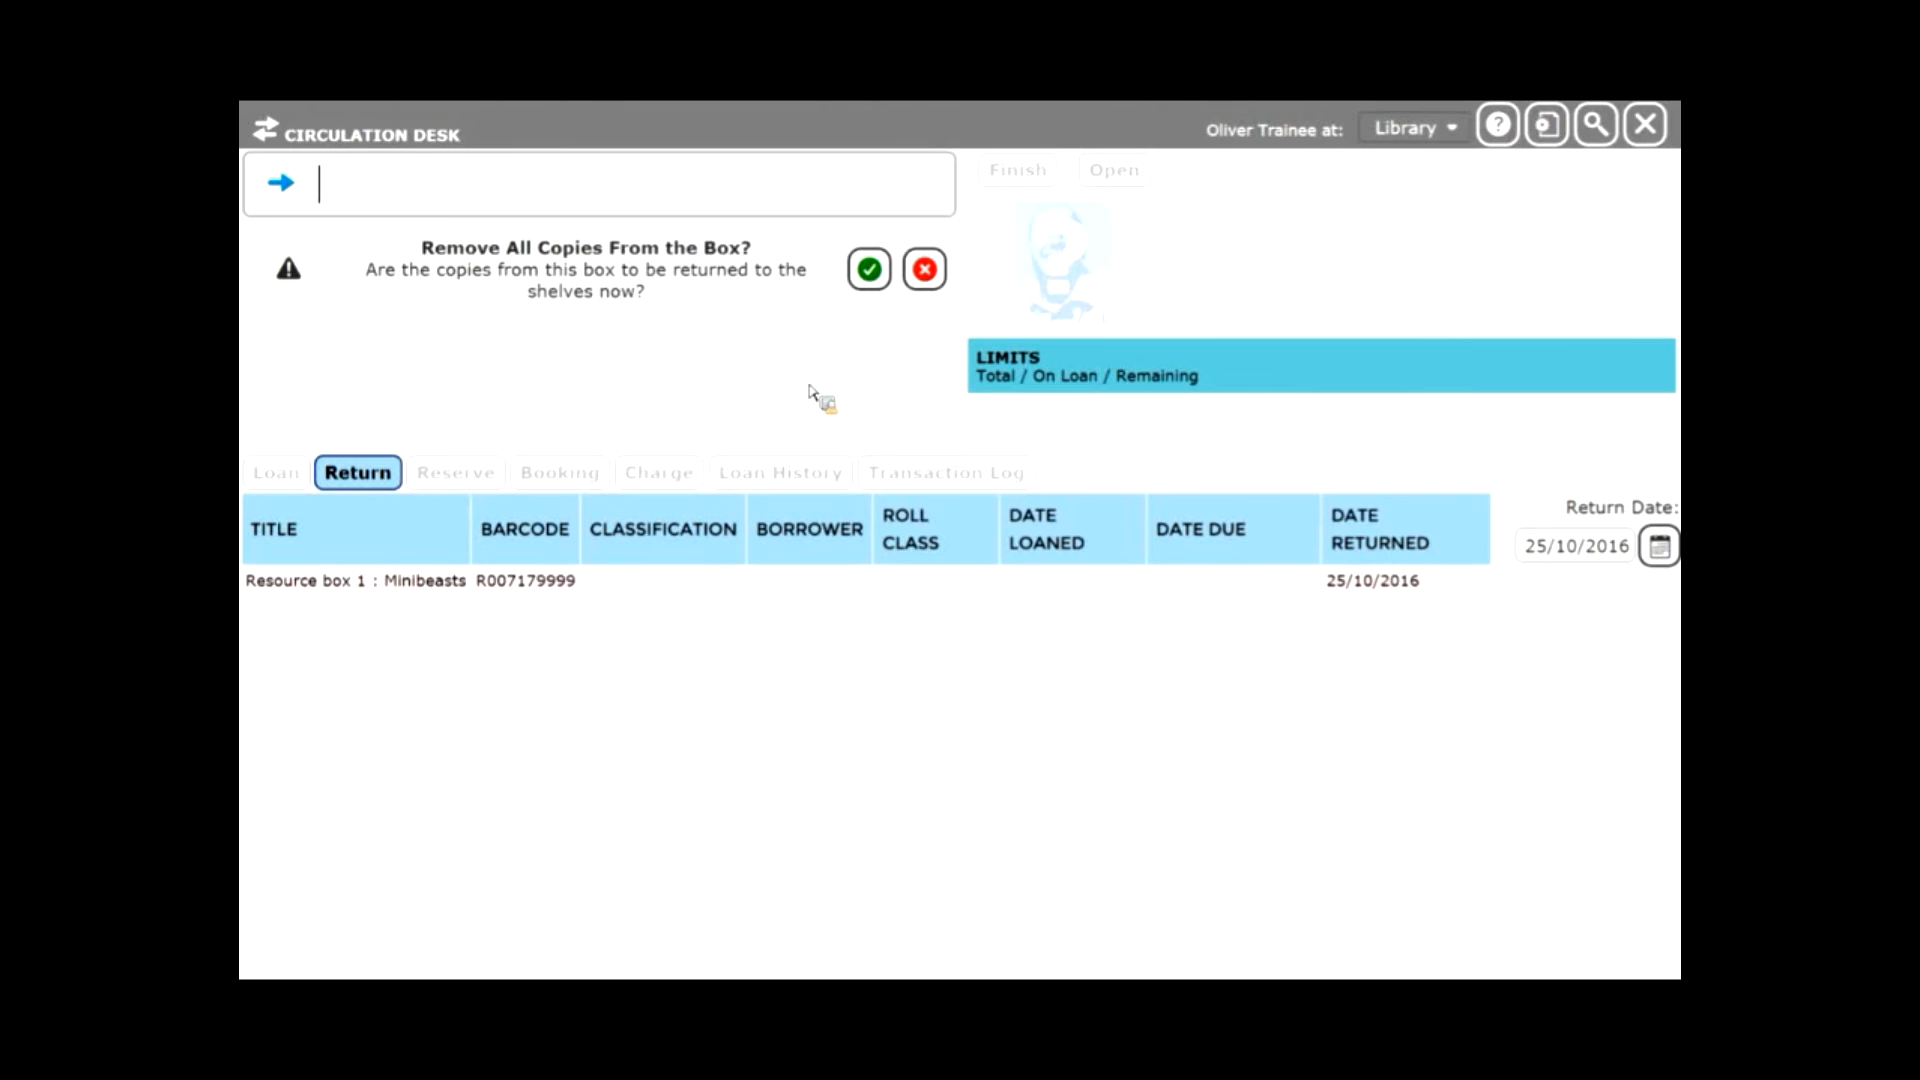 CIRCULATION DESK
Oliver Trainee at:
Library
Finish
Open
Remove All Copies From the Box?
Are the copies from this box to be returned to the
shelves now?
LIMITS
Total / On Loan / Remaining
Loan
Return
Reserve
Booking
Charge
Loan History
Transaction Log
Return Date:
25/10/2016
TITLE
BARCODE
CLASSIFICATION
BORROWER
ROLL
CLASS
DATE
LOANED
DATE DUE
DATE
RETURNED
Resource box 1 : Minibeasts R007179999 25/10/2016